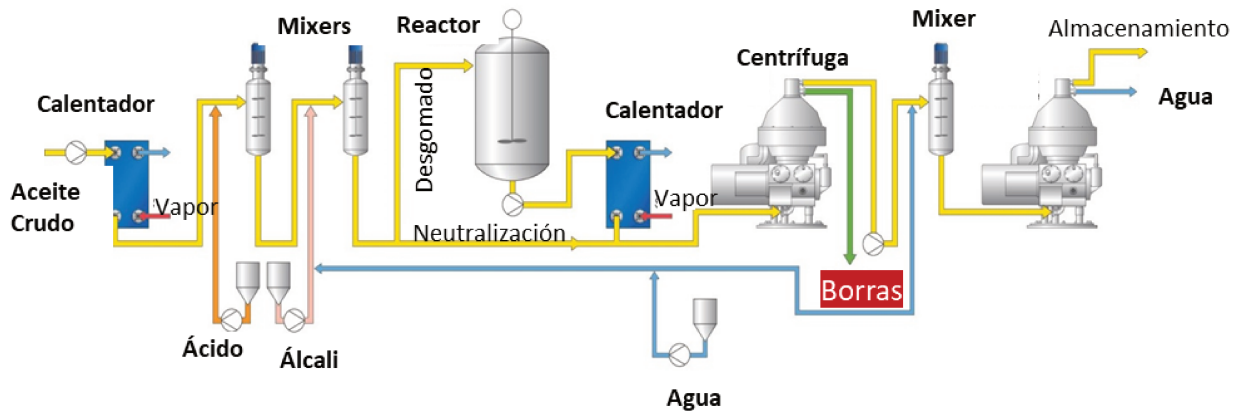 Mixers
Reactor
Mixer
Almacenamiento
Centrífuga
Calentador
Calentador
Agua
Desgomado
Aceite
Crudo
Vapor
Vapor
Neutralización
Borras
Ácido
Álcali
Agua